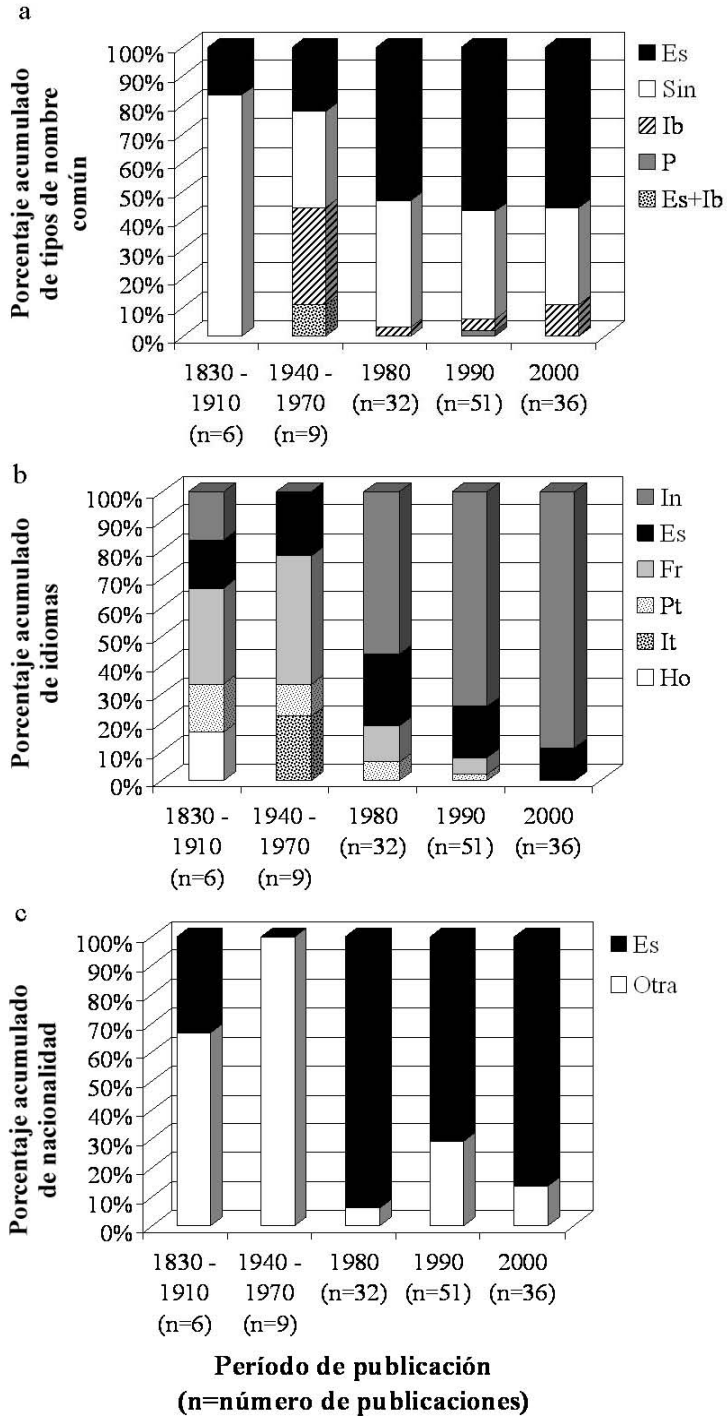 a
Porcentaje acumulado
de tipos de nombre
común
100%
90%
80%
70%
60%
50%
40%
30%
20%
10%
0%
1830 -
1910
(n=6)
1940 -
1970
(n=9)
1980
(n=32)
1990
(n=51)
2000
(n=36)
Es
Sin
Ib
P
Es+Ib
b
Porcentaje acumulado
de idiomas
100%
90%
80%
70%
60%
50%
40%
30%
20%
10%
0%
1830 -
1910
(n=6)
1940 -
1970
(n=9)
1980
(n=32)
1990
(n=51)
2000
(n=36)
In
Es
Fr
Pt
It
Ho
c
Porcentaje acumulado
de nacionalidad
100%
90%
80%
70%
60%
50%
40%
30%
20%
10%
0%
1830 -
1910
(n=6)
1940 -
1970
(n=9)
1980
(n=32)
1990
(n=51)
2000
(n=36)
Es
Otra
Período de publicación
(n=número de publicaciones)